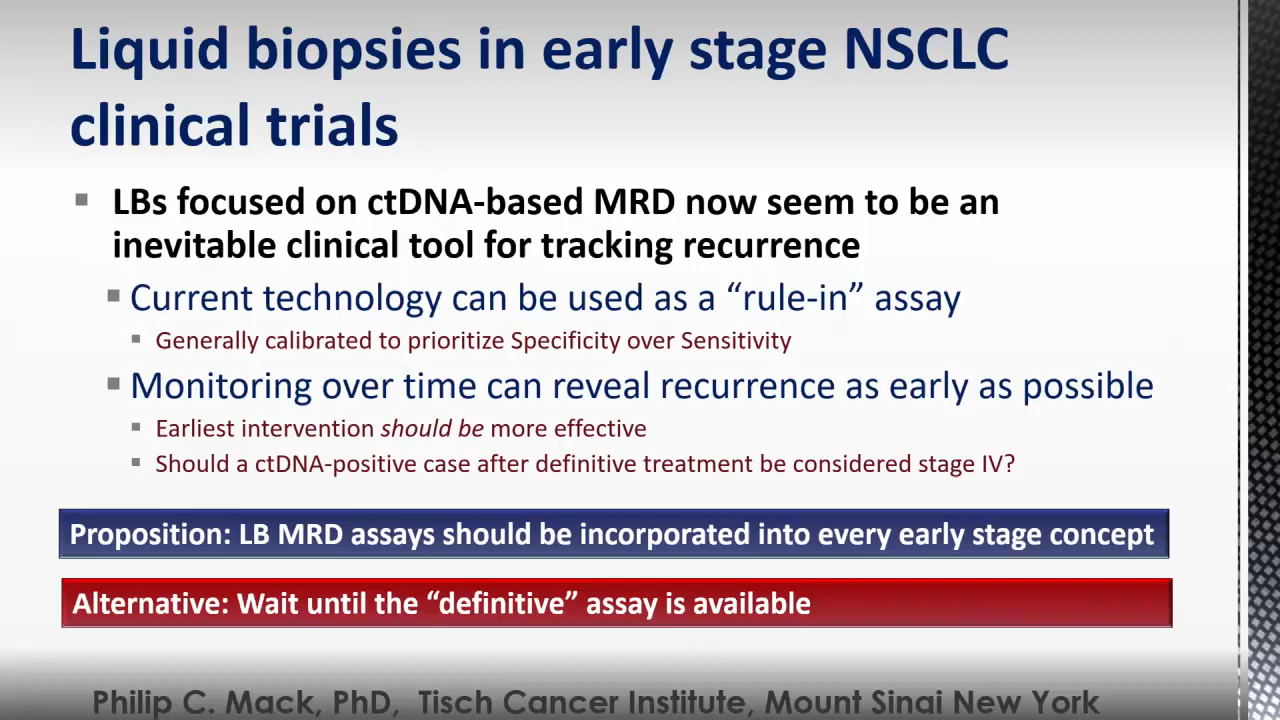 Liquid biopsies in early stage NSCLC
clinical trials
▪ LBs focused on ctDNA-based MRD now seem to be an
inevitable clinical tool for tracking recurrence
▪ Current technology can be used as a “rule-in” assay
▪ Generally calibrated to prioritize Specificity over Sensitivity
▪ Monitoring over time can reveal recurrence as early as possible
▪ Earliest intervention should be more effective
▪ Should a ctDNA-positive case after definitive treatment be considered stage IV?
Proposition: LB MRD assays should be incorporated into every early stage concept
Alternative: Wait until the “definitive” assay is available
Philip C. Mack, PhD, Tisch Cancer Institute, Mount Sinai New York